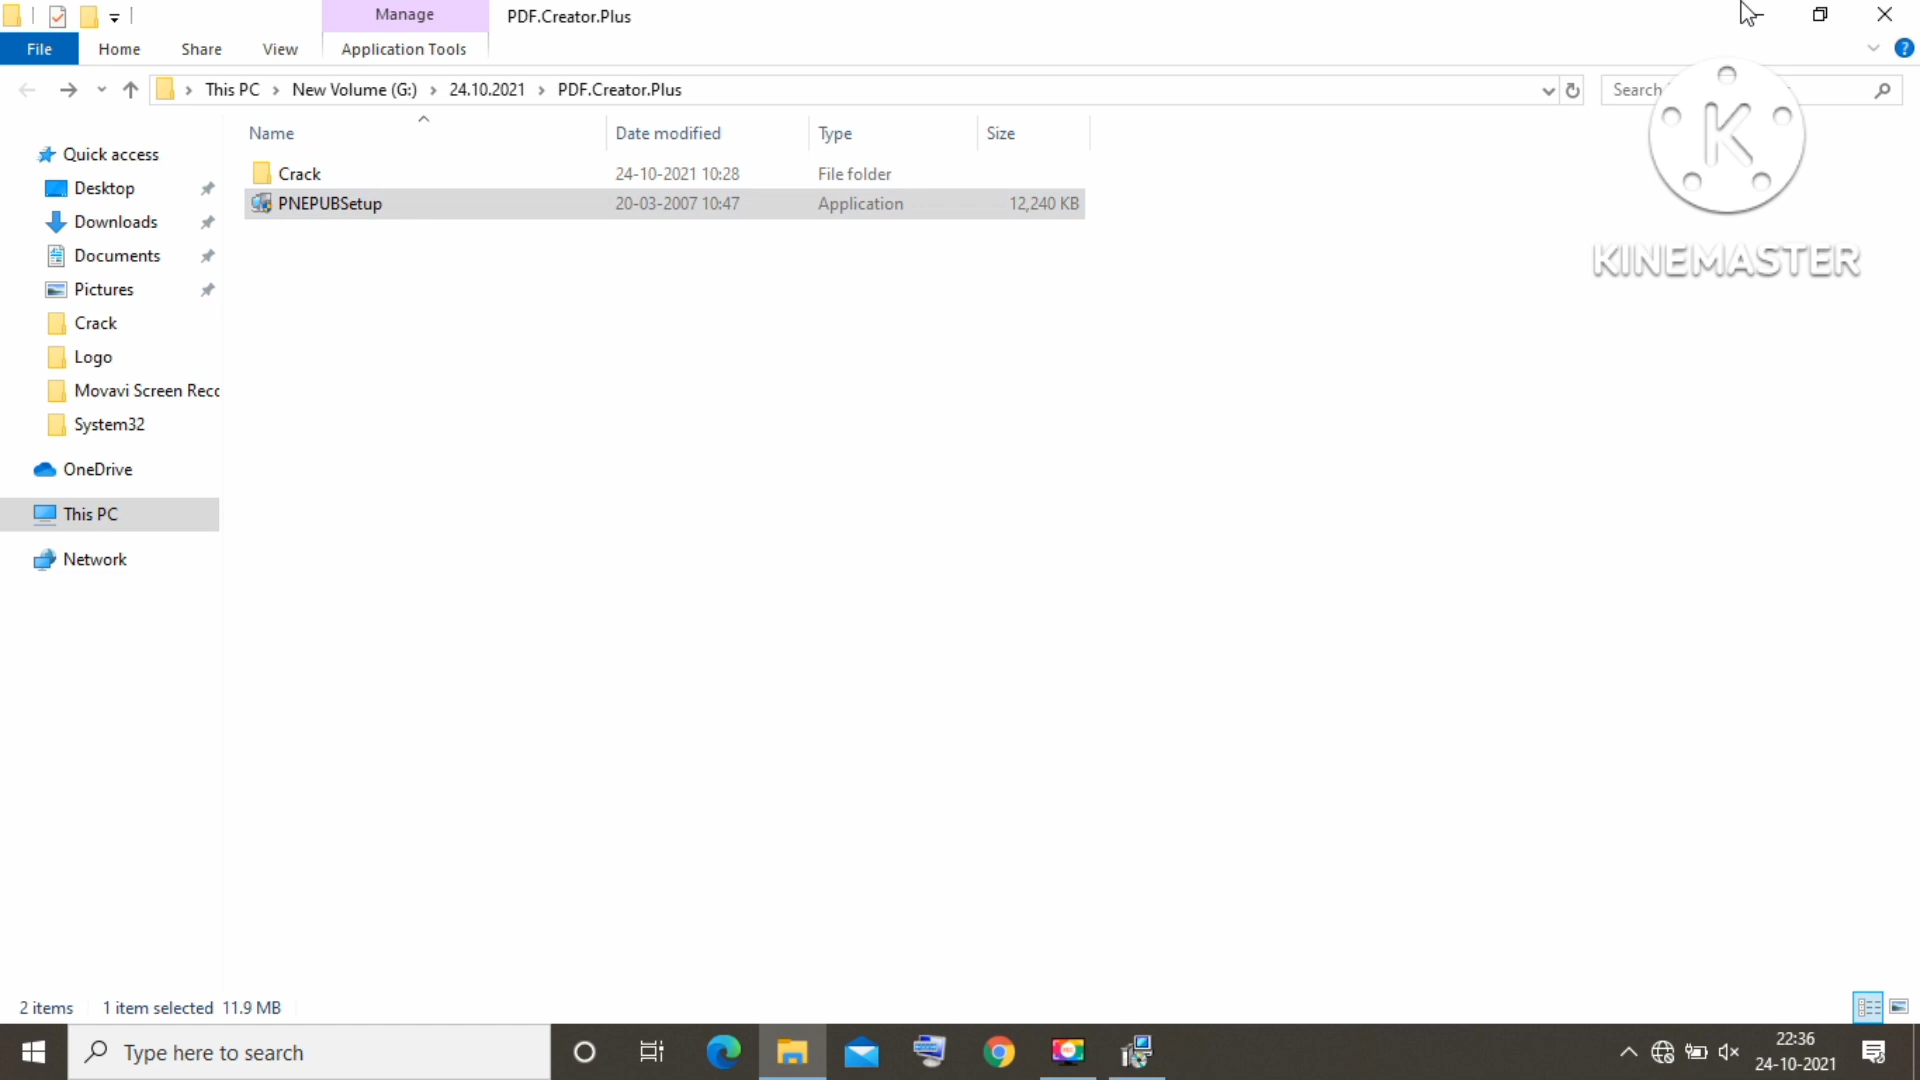 Manage
PDF.Creator.Plus
File
Home
Share
View
Application Tools
This PC
New Volume (G:)
24.10.2021
PDF.Creator.Plus
Search
Name
Date modified
Type
Size
Crack
24-10-2021 10:28
File folder
PNEPUBSetup
20-03-2007 10:47
Application
12,240 KB
Quick access
Desktop
Downloads
Documents
Pictures
Crack
Logo
Movavi Screen Reco
System32
OneDrive
This PC
Network
K
KINEMASTER
2 items
1 item selected 11.9 MB
Type here to search
22:36
24-10-2021